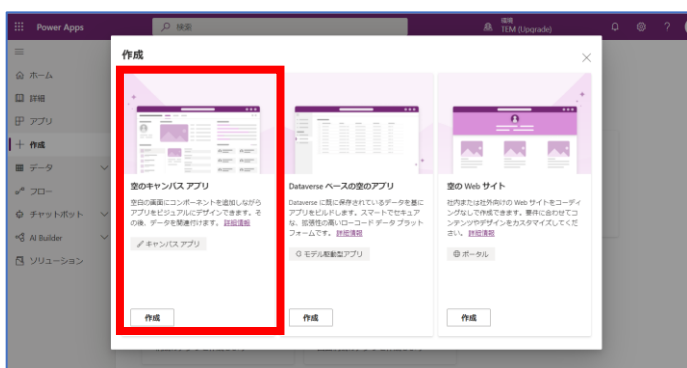 Power Apps
検索
環境
TEM (Upgrade)
ホーム
詳細
アプリ
作成
データ
フロー
チャットボット
AI Builder
ソリューション
作成
空のキャンバス アプリ
空白の画面にコンポーネントを追加しながら
アプリをビジュアルにデザインできます。そ
の後、データを関連付けます。 詳細情報
キャンバス アプリ
作成
Dataverse ベースの空のアプリ
Dataverse に既に保存されているデータを基に
アプリをビルドします。スマートでセキュア
な、拡張性の高いローコード データ プラット
フォームです。 詳細情報
モデル駆動型アプリ
作成
空の Web サイト
社内または社外向けの Web サイトをコーディ
ングなしで作成できます。要件に合わせてコ
ンテンツやデザインをカスタマイズしてくだ
さい。 詳細情報
ポータル
作成